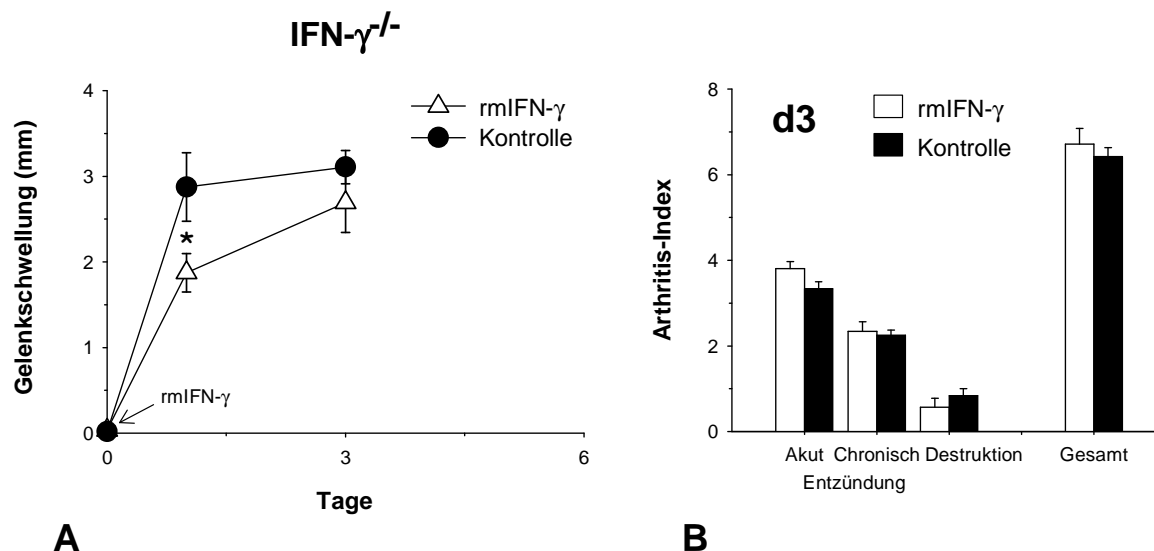 IFN-γ-/-
4
3
2
1
0
Gelenkschwellung (mm)
rmIFN-γ
Kontrolle
*
rmIFN-γ
0
3
6
Tage
A
8
6
4
2
0
Arthritis-Index
d3
rmIFN-γ
Kontrolle
Akut Chronisch Destruktion Gesamt
Entzündung
B